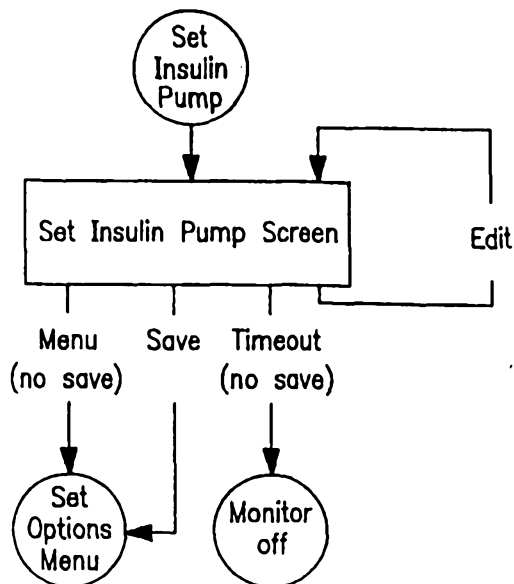 Set
Insulin
Pump
Set Insulin Pump Screen
Edit
Menu
(no save)
Save
Timeout
(no save)
Set
Options
Menu
Monitor
off